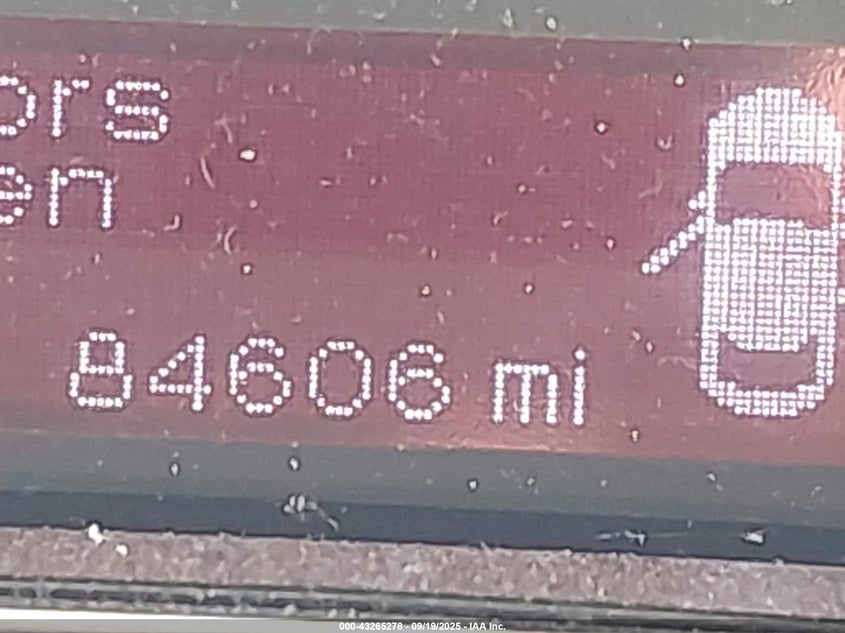 ors
en
84606 mi
000-43265278 - 09/19/2025 - IAA Inc.